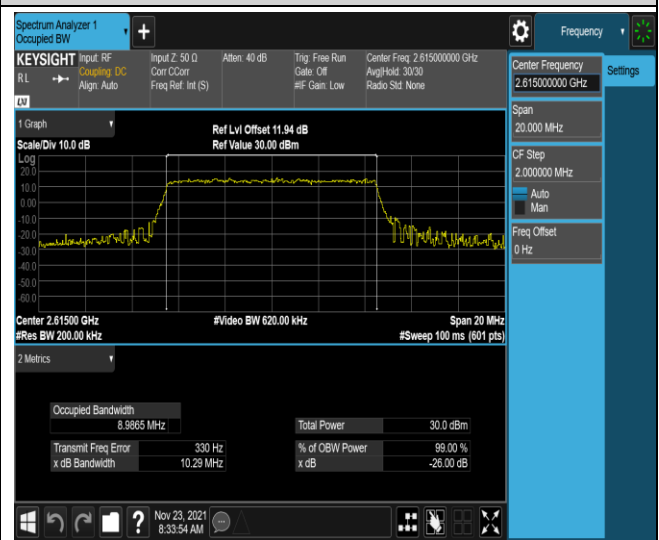 Spectrum Analyzer 1
Occupied BW
Frequency
KEYSIGHT
RL
LXI
Input: RF
Coupling: DC
Align: Auto
Input Z: 50 Ω
Corr CCorr
Freq Ref: Int (S)
Atten: 40 dB
Trig: Free Run
Gate: Off
#IF Gain: Low
Center Freq: 2.615000000 GHz
Avg|Hold: 30/30
Radio Std: None
Center Frequency
2.615000000 GHz
Settings
Span
20.000 MHz
CF Step
2.000000 MHz
Auto
Man
Freq Offset
0 Hz
1 Graph
Scale/Div 10.0 dB
Ref Lvl Offset 11.94 dB
Ref Value 30.00 dBm
Log
20.0
10.0
0.00
-10.0
-20.0
-30.0
-40.0
-50.0
-60.0
Center 2.61500 GHz
#Video BW 620.00 kHz
Span 20 MHz
#Res BW 200.00 kHz
#Sweep 100 ms (601 pts)
2 Metrics
Occupied Bandwidth
8.9865 MHz
Total Power 30.0 dBm
Transmit Freq Error 330 Hz
% of OBW Power 99.00 %
x dB Bandwidth 10.29 MHz
x dB -26.00 dB
?
Nov 23, 2021
8:33:54 AM